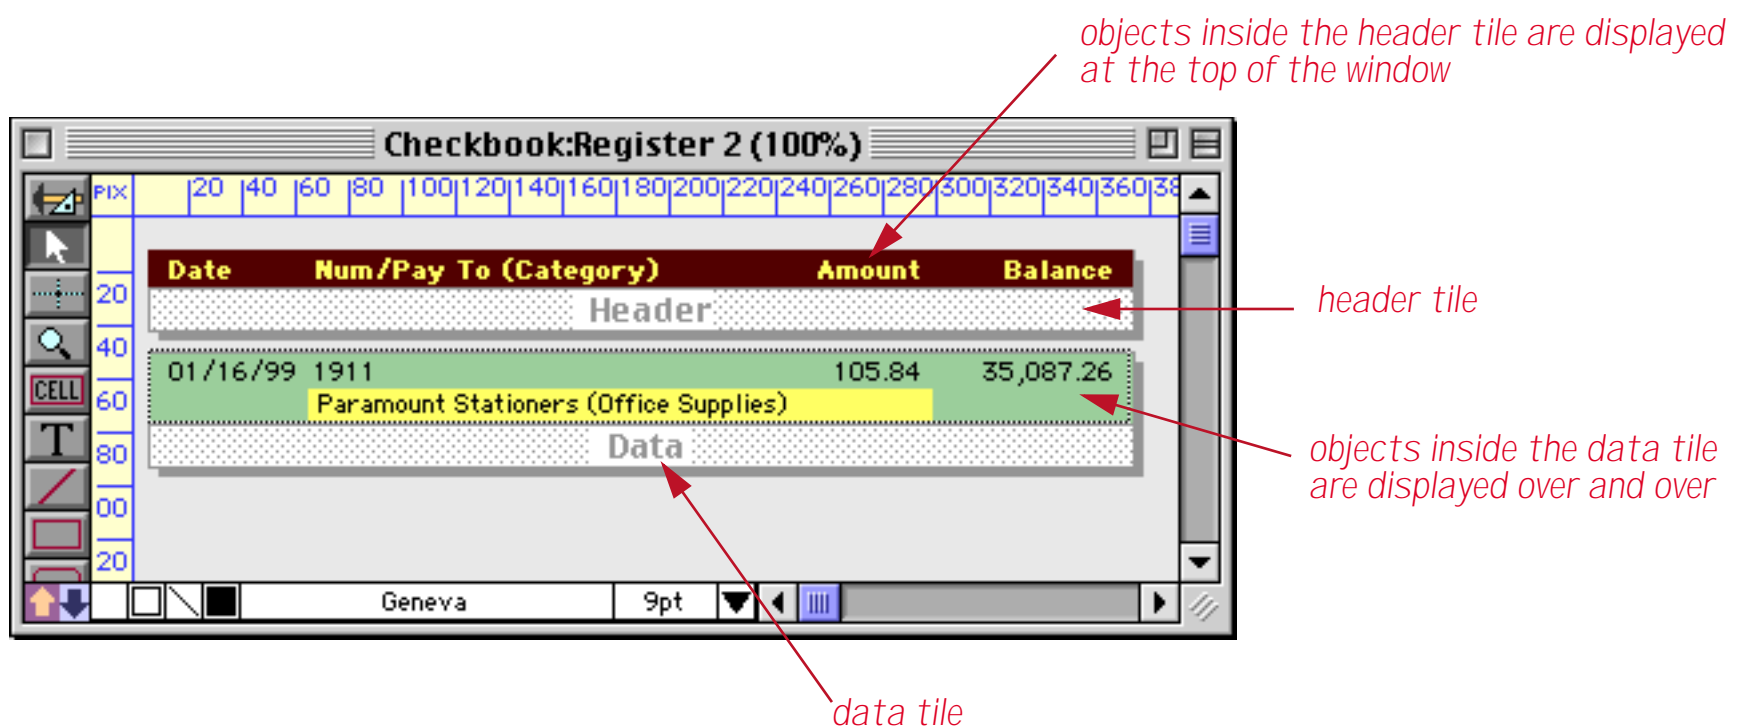 objects inside the header tile are displayed
at the top of the window
Checkbook:Register 2 (100%)
PIX |20 |40 |60 |80 |100|120|140|160|180|200|220|240|260|280|300|320|340|360|38
Date Num/Pay To (Category) Amount Balance
20
Header
header tile
40
01/16/99 1911 105.84 35,087.26
CELL
60
Paramount Stationers (Office Supplies)
T
80
Data
objects inside the data tile
are displayed over and over
00
20
Geneva 9pt
data tile